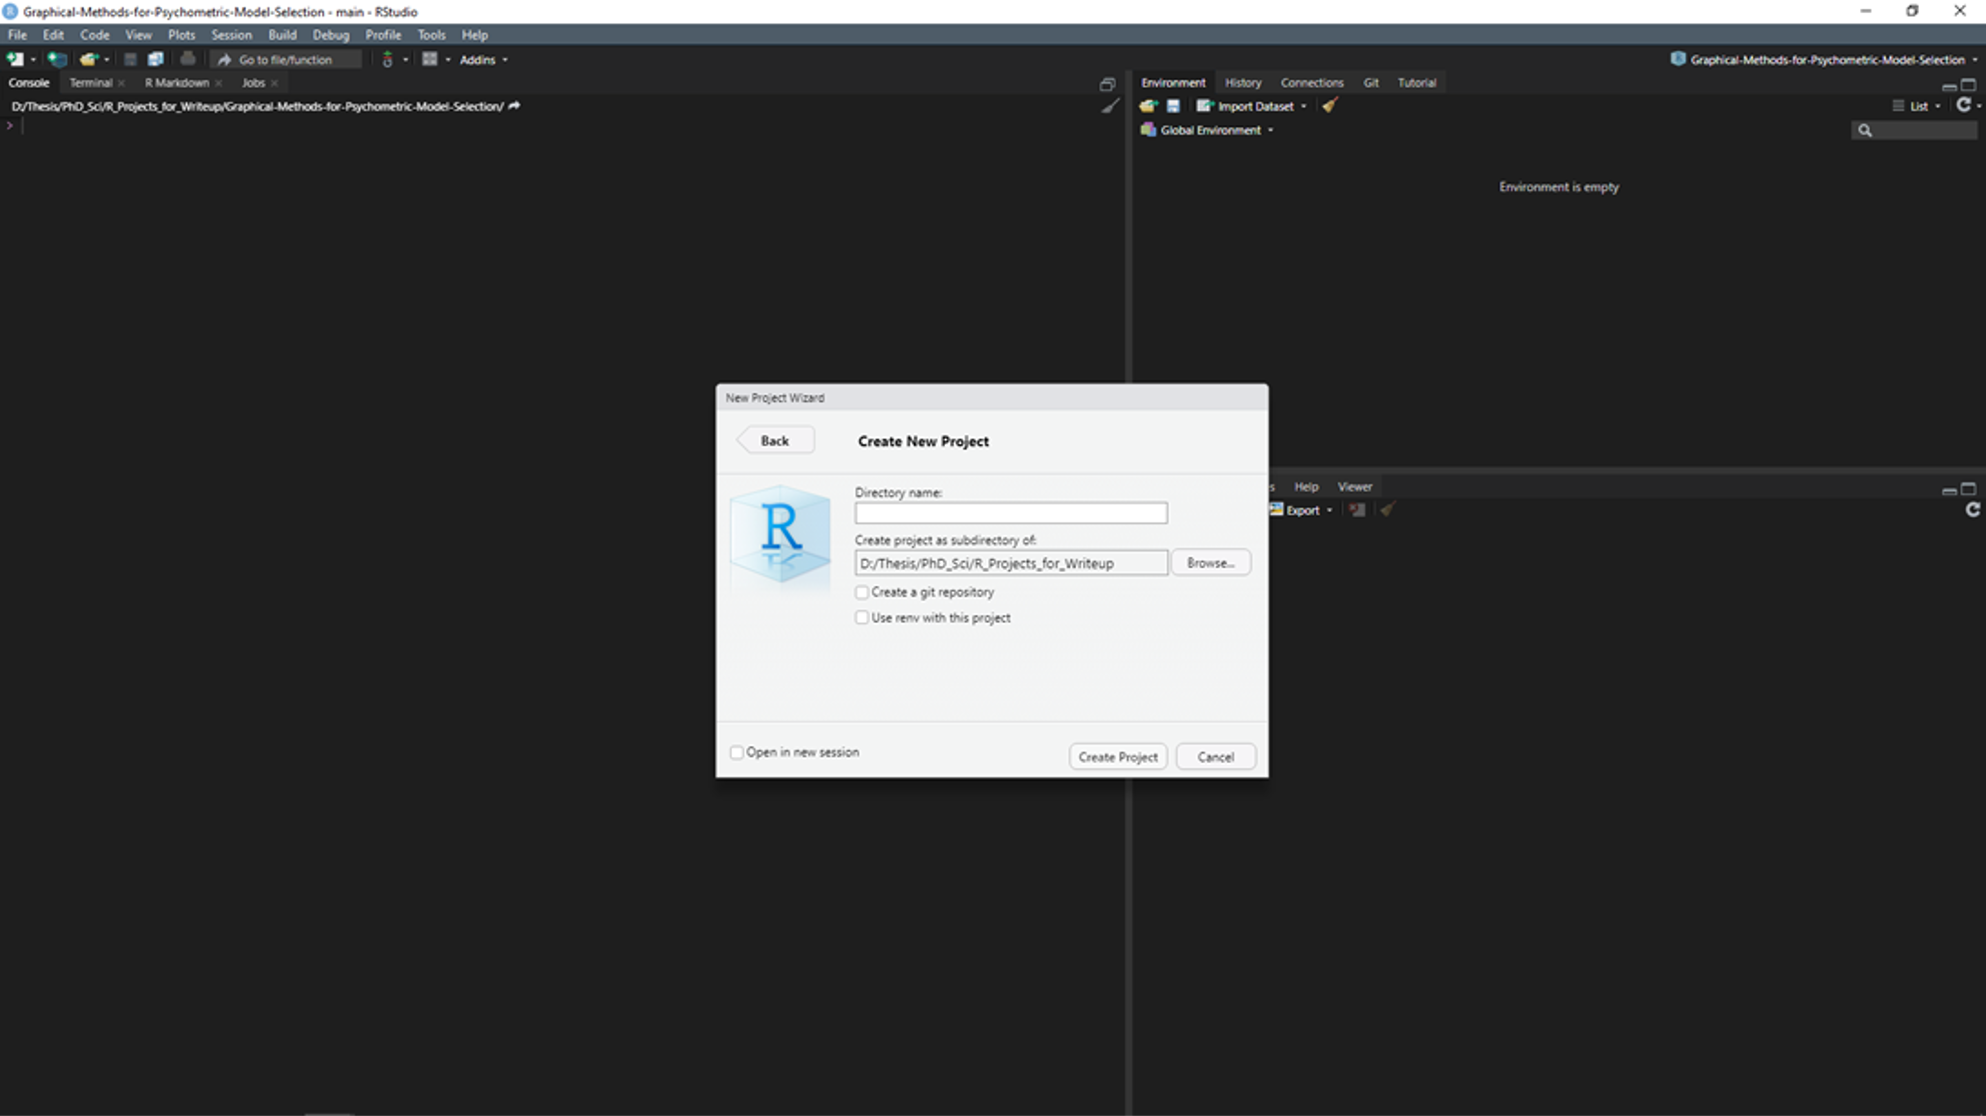 Graphical-Methods-for-Psychometric-Model-Selection - main - RStudio
File Edit Code View Plots Session Build Debug Profile Tools Help
Go to file/function Addins Graphical-Methods-for-Psychometric-Model-Selection
Console Terminal R Markdown Jobs
D:/Thesis/PhD_Sci/R_Projects_for_Writeup/Graphical-Methods-for-Psychometric-Model-Selection/
>
Environment History Connections Git Tutorial
Import Dataset List
Global Environment
Environment is empty
New Project Wizard
Back Create New Project
R
Directory name:
Create project as subdirectory of:
D:/Thesis/PhD_Sci/R_Projects_for_Writeup Browse...
Create a git repository
Use renv with this project
Open in new session Create Project Cancel
s Help Viewer
Export